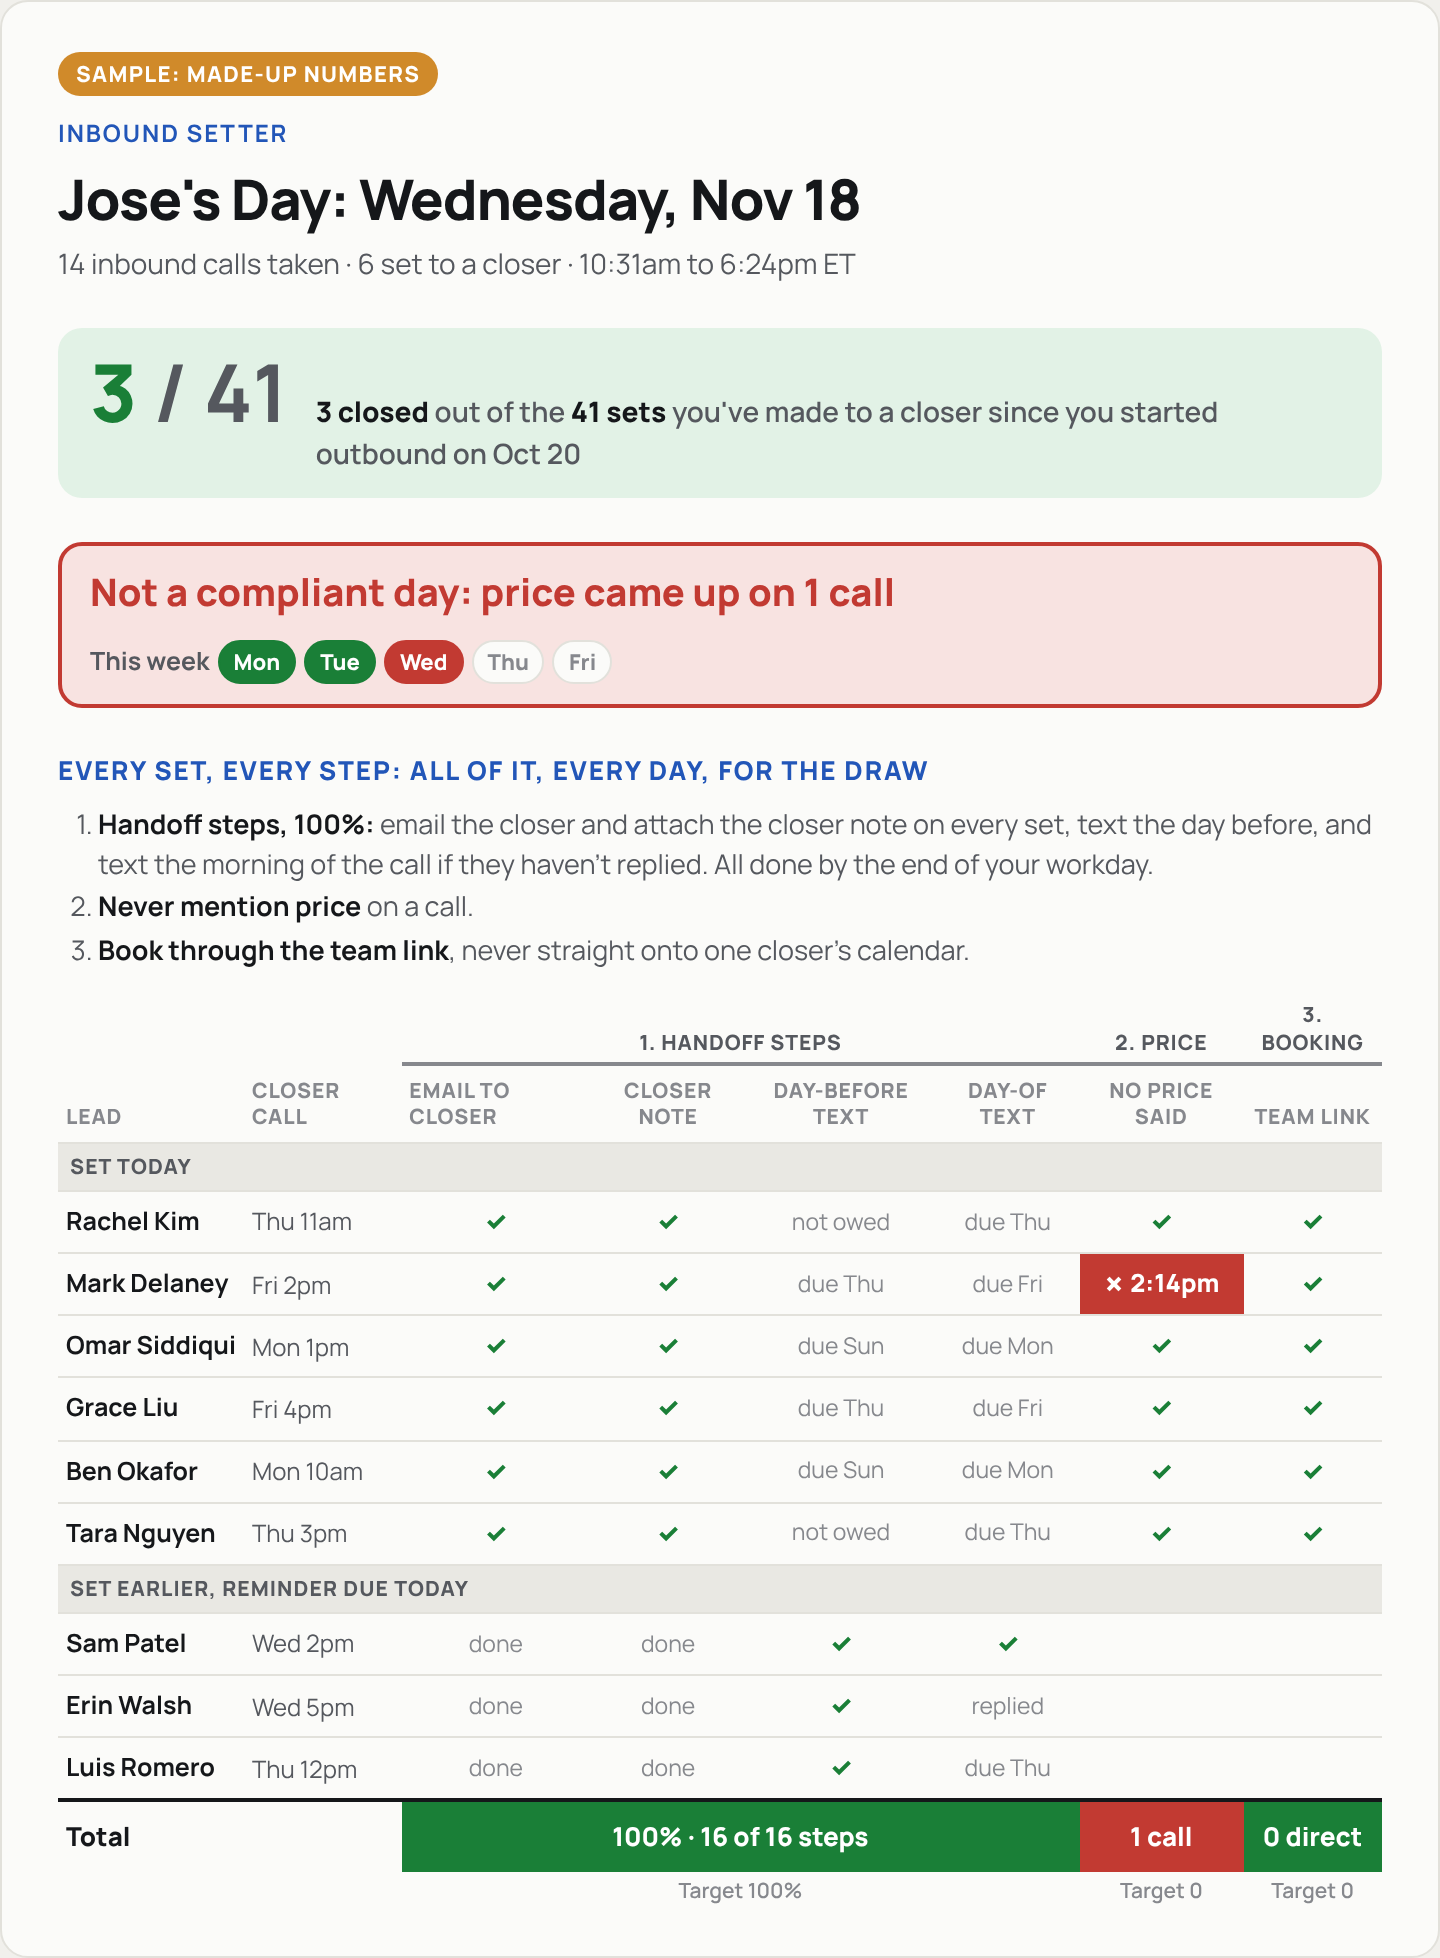 SAMPLE: MADE-UP NUMBERS
INBOUND SETTER
Jose's Day: Wednesday, Nov 18
14 inbound calls taken · 6 set to a closer · 10:31am to 6:24pm ET
3 / 41
3 closed out of the 41 sets you've made to a closer since you started
outbound on Oct 20
Not a compliant day: price came up on 1 call
This week Mon Tue Wed Thu Fri
EVERY SET, EVERY STEP: ALL OF IT, EVERY DAY, FOR THE DRAW
1. Handoff steps, 100%: email the closer and attach the closer note on every set, text the day before, and
text the morning of the call if they haven't replied. All done by the end of your workday.
2. Never mention price on a call.
3. Book through the team link, never straight onto one closer's calendar.
1. HANDOFF STEPS 2. PRICE 3. BOOKING
LEAD CLOSER CALL EMAIL TO CLOSER CLOSER NOTE DAY-BEFORE TEXT DAY-OF TEXT NO PRICE SAID TEAM LINK
SET TODAY
Rachel Kim Thu 11am ✓ ✓ not owed due Thu ✓ ✓
Mark Delaney Fri 2pm ✓ ✓ due Thu due Fri × 2:14pm ✓
Omar Siddiqui Mon 1pm ✓ ✓ due Sun due Mon ✓ ✓
Grace Liu Fri 4pm ✓ ✓ due Thu due Fri ✓ ✓
Ben Okafor Mon 10am ✓ ✓ due Sun due Mon ✓ ✓
Tara Nguyen Thu 3pm ✓ ✓ not owed due Thu ✓ ✓
SET EARLIER, REMINDER DUE TODAY
Sam Patel Wed 2pm done done ✓ ✓
Erin Walsh Wed 5pm done done ✓ replied
Luis Romero Thu 12pm done done ✓ due Thu
Total 100% · 16 of 16 steps 1 call 0 direct
Target 100% Target 0 Target 0